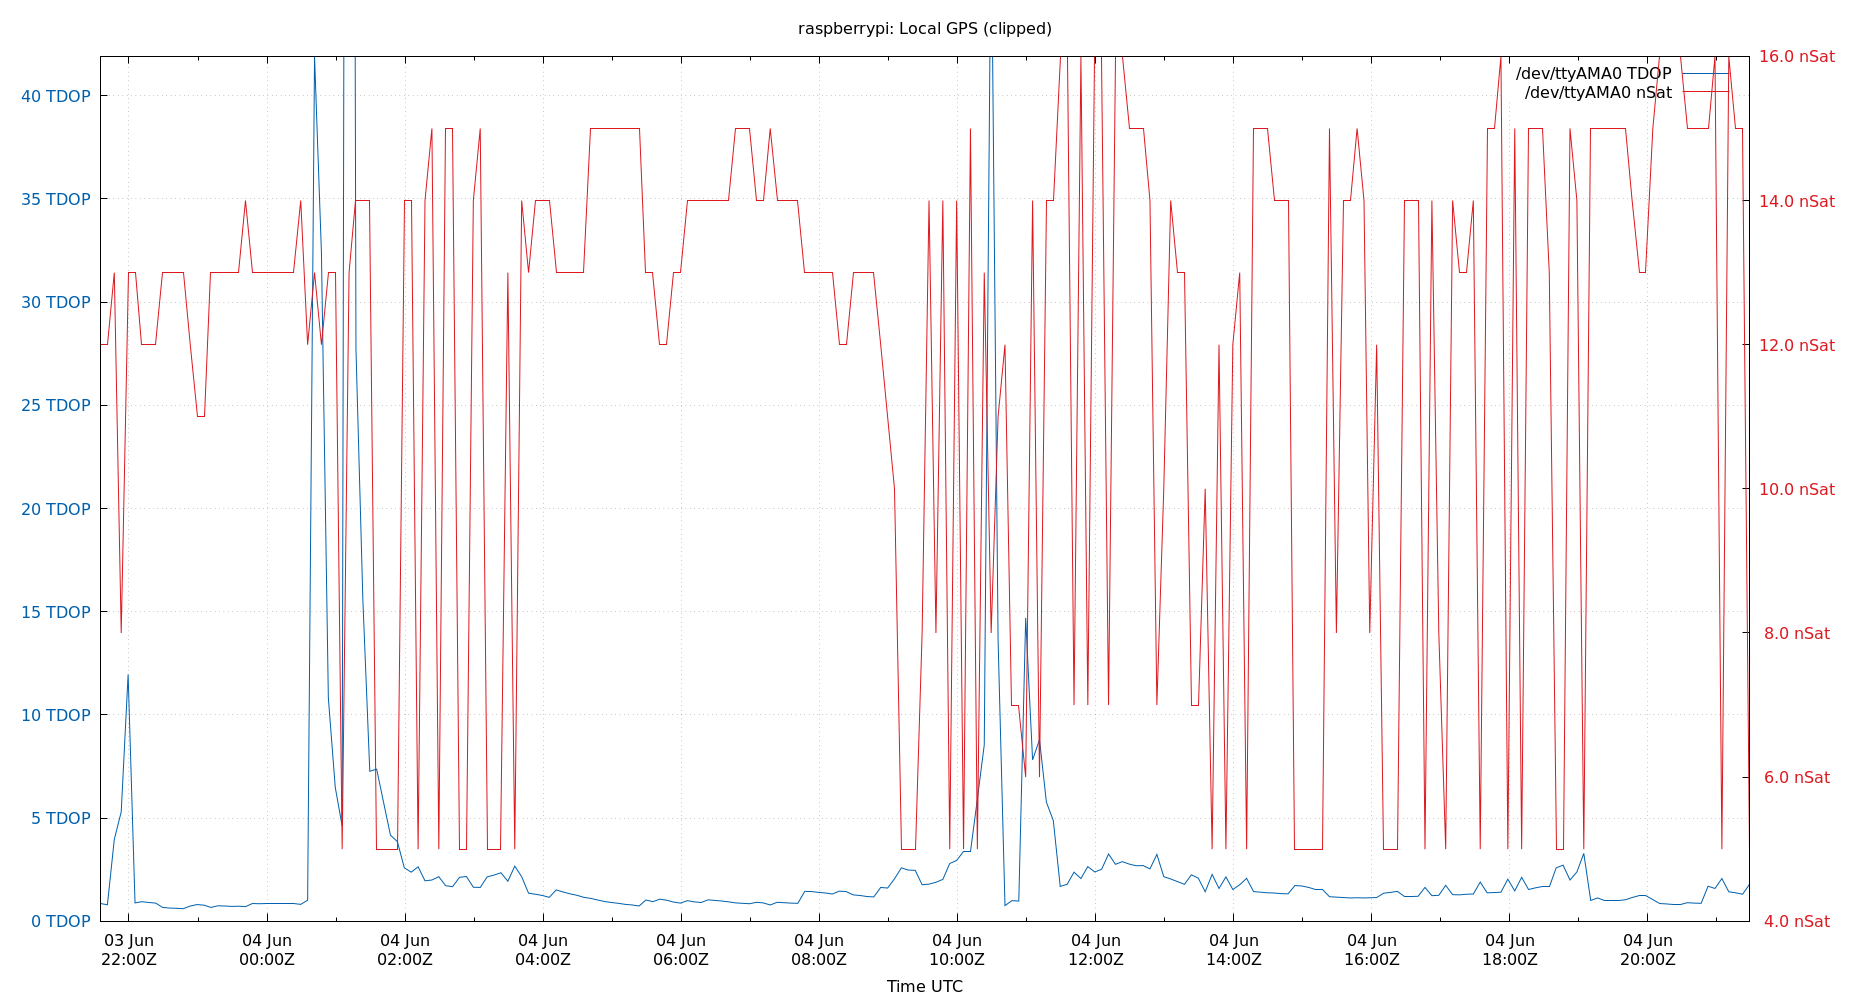 raspberrypi: Local GPS (clipped)
/dev/ttyAMA0 TDOP
/dev/ttyAMA0 nSat
40 TDOP
35 TDOP
30 TDOP
25 TDOP
20 TDOP
15 TDOP
10 TDOP
5 TDOP
0 TDOP
16.0 nSat
14.0 nSat
12.0 nSat
10.0 nSat
8.0 nSat
6.0 nSat
4.0 nSat
03 Jun
22:00Z
04 Jun
00:00Z
04 Jun
02:00Z
04 Jun
04:00Z
04 Jun
06:00Z
04 Jun
08:00Z
04 Jun
10:00Z
04 Jun
12:00Z
04 Jun
14:00Z
04 Jun
16:00Z
04 Jun
18:00Z
04 Jun
20:00Z
Time UTC